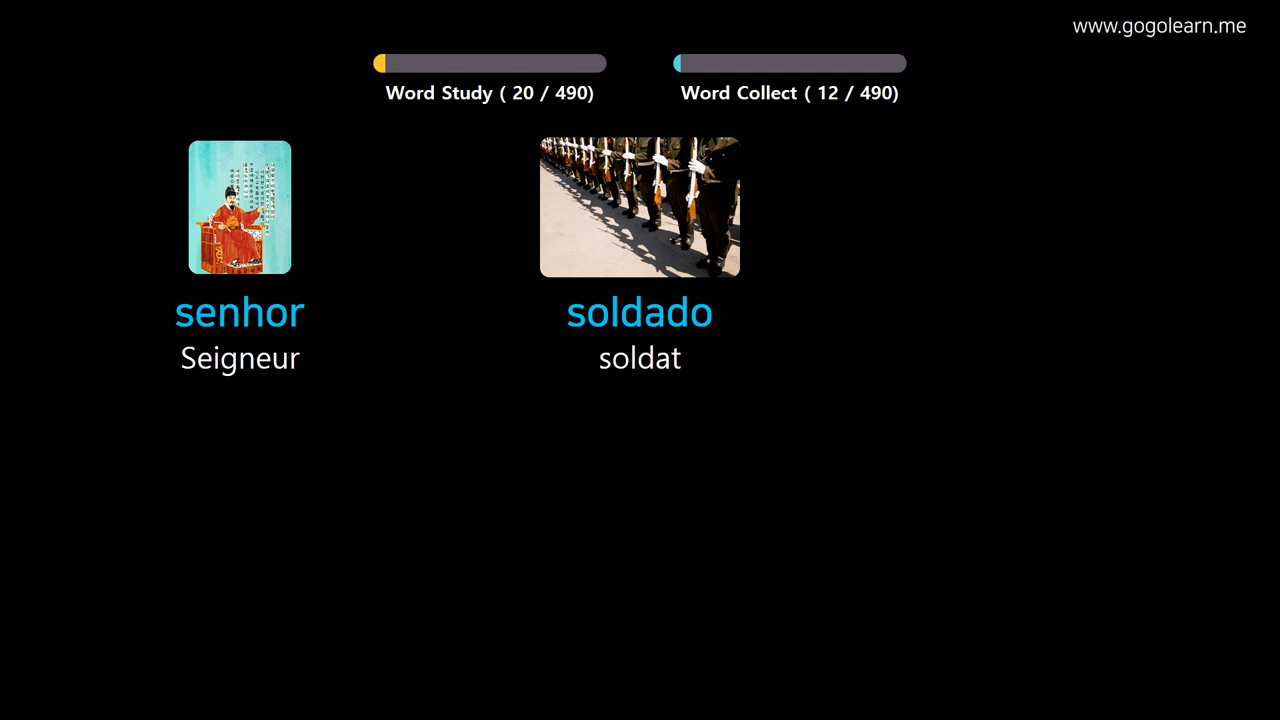 www.gogolearn.me
Word Study ( 20 / 490)
Word Collect ( 12 / 490)
senhor
soldado
Seigneur
soldat